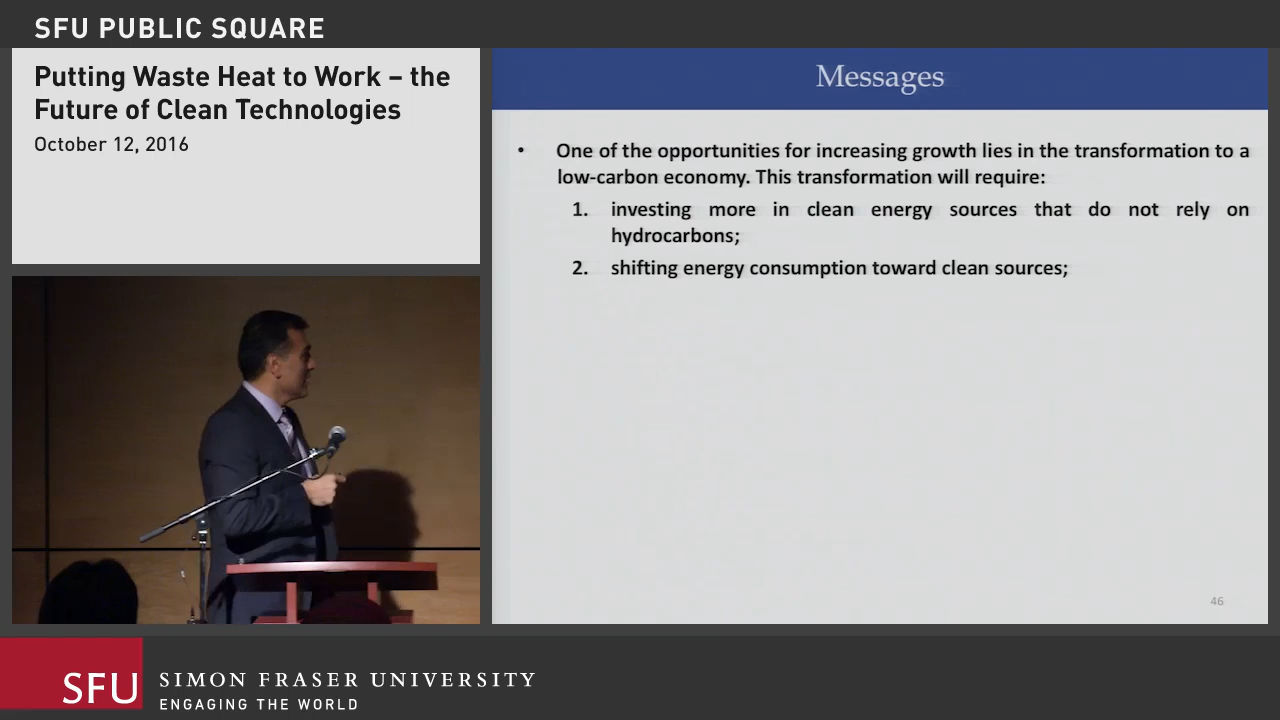 SFU PUBLIC SQUARE
Putting Waste Heat to Work – the
Future of Clean Technologies
October 12, 2016
Messages
• One of the opportunities for increasing growth lies in the transformation to a
low-carbon economy. This transformation will require:
1. investing more in clean energy sources that do not rely on
hydrocarbons;
2. shifting energy consumption toward clean sources;
46
SFU SIMON FRASER UNIVERSITY
ENGAGING THE WORLD